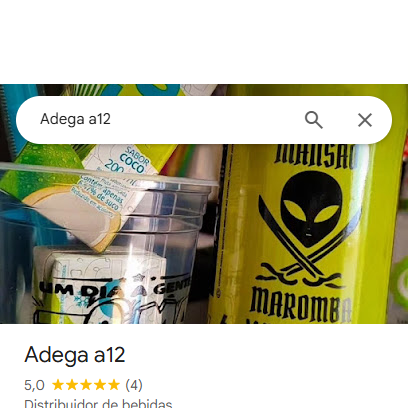 Adega a12
SABOR
COCO
200
MANSÃO
MAROMBA
UM DIA A GENTE
Adega a12
5,0 ★★★★★ (4)
Distribuidor de bebidas